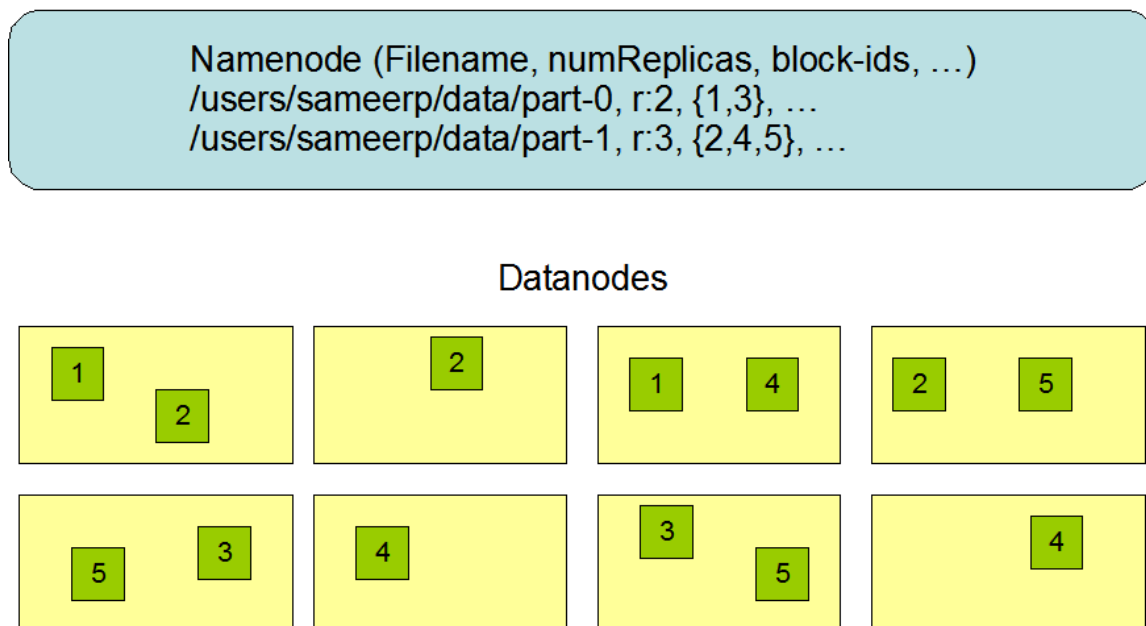 Namenode (Filename, numReplicas, block-ids, …)
/users/sameerp/data/part-0, r:2, {1,3}, …
/users/sameerp/data/part-1, r:3, {2,4,5}, …
Datanodes
1
2
2
1 4
2 5
5 3
4
3
5
4